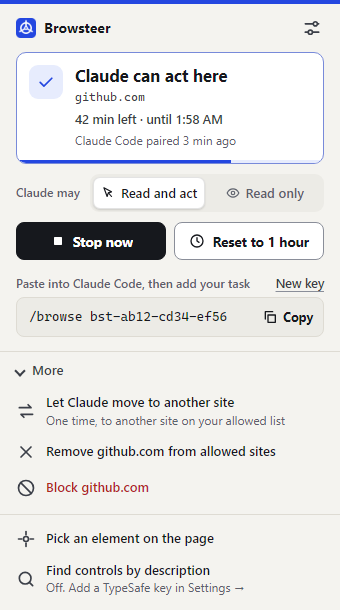 Browsteer
Claude can act here
github.com
42 min left · until 1:58 AM
Claude Code paired 3 min ago
Claude may
Read and act
Read only
Stop now
Reset to 1 hour
Paste into Claude Code, then add your task
New key
/browse bst-ab12-cd34-ef56
Copy
More
Let Claude move to another site
One time, to another site on your allowed list
Remove github.com from allowed sites
Block github.com
Pick an element on the page
Find controls by description
Off. Add a TypeSafe key in Settings →